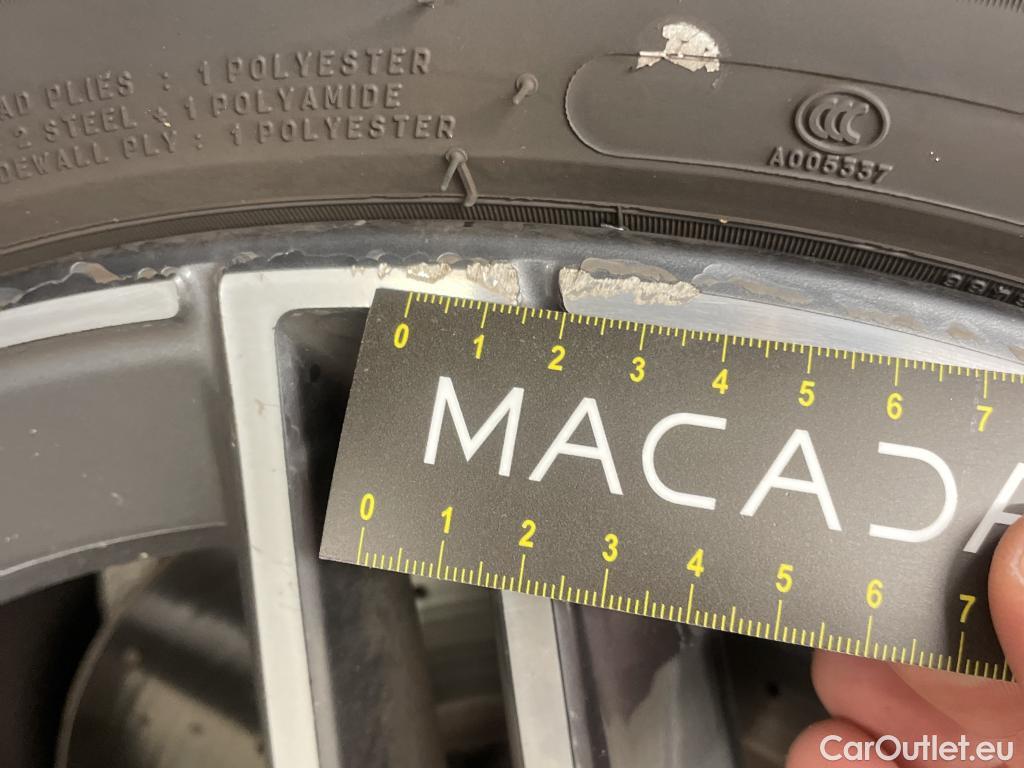 AD PLIES : 1 POLYESTER
2 STEEL + 1 POLYAMIDE
DEWALL PLY : 1 POLYESTER
CCC
A005337
0 1 2 3 4 5 6 7
MACADA
0 1 2 3 4 5 6 7
CarOutlet.eu